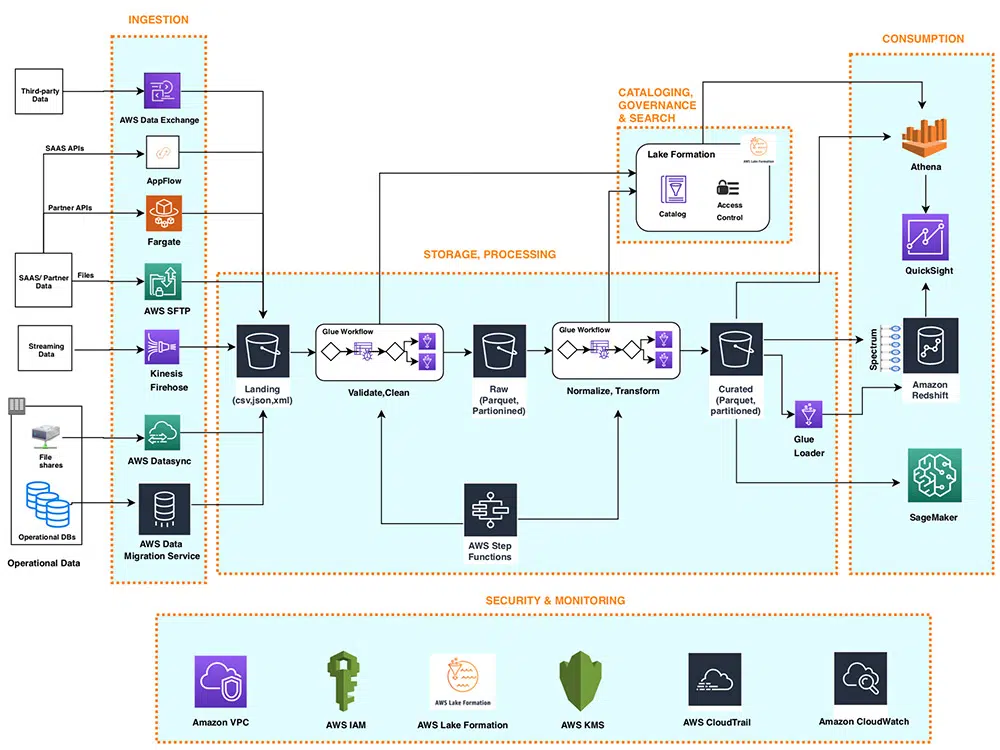 INGESTION
CONSUMPTION
Third-party
Data
AWS Data Exchange
SAAS APIs
AppFlow
Partner APIs
Fargate
SAAS/ Partner
Data
Files
AWS SFTP
Streaming
Data
Kinesis
Firehose
File
shares
AWS Datasync
Operational DBs
Operational Data
AWS Data
Migration Service
CATALOGING,
GOVERNANCE
& SEARCH
Lake Formation
AWS Lake Formation
Catalog
Access
Control
STORAGE, PROCESSING
Landing
(csv,json,xml)
Glue Workflow
Validate,Clean
Raw
(Parquet,
Partionined)
Glue Workflow
Normalize, Transform
Curated
(Parquet,
partitioned)
Glue
Loader
AWS Step
Functions
Athena
QuickSight
Spectrum
Amazon
Redshift
SageMaker
SECURITY & MONITORING
Amazon VPC
AWS IAM
AWS Lake Formation
AWS Lake Formation
AWS KMS
AWS CloudTrail
Amazon CloudWatch